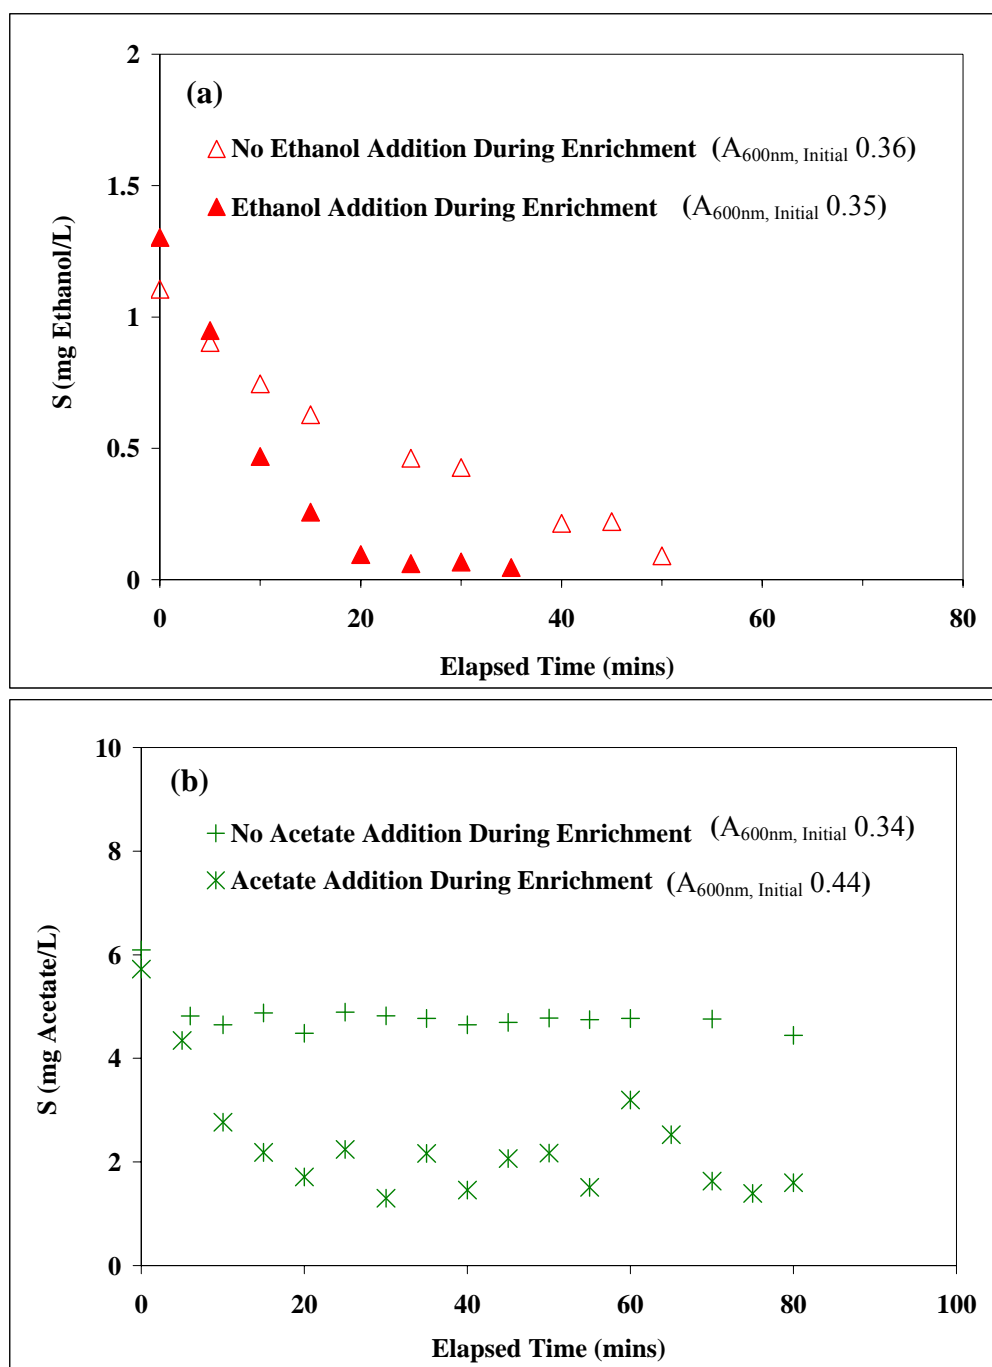 2
(a)
No Ethanol Addition During Enrichment (A600nm, Initial 0.36)
1.5
Ethanol Addition During Enrichment (A600nm, Initial 0.35)
S (mg Ethanol/L)
1
0.5
0
0 20 40 60 80
Elapsed Time (mins)
10
(b)
No Acetate Addition During Enrichment (A600nm, Initial 0.34)
8
Acetate Addition During Enrichment (A600nm, Initial 0.44)
S (mg Acetate/L)
6
4
2
0
0 20 40 60 80 100
Elapsed Time (mins)